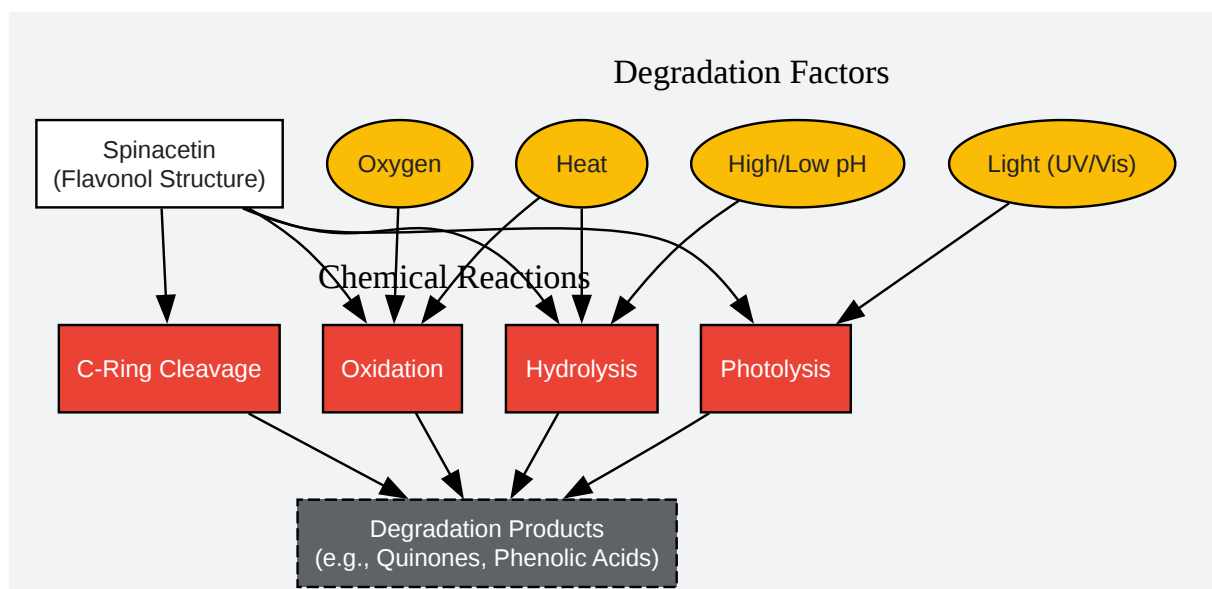 Degradation Factors
Spinacetin
(Flavonol Structure)
Oxygen
Heat
High/Low pH
Light (UV/Vis)
Chemical Reactions
C-Ring Cleavage
Oxidation
Hydrolysis
Photolysis
Degradation Products
(e.g., Quinones, Phenolic Acids)